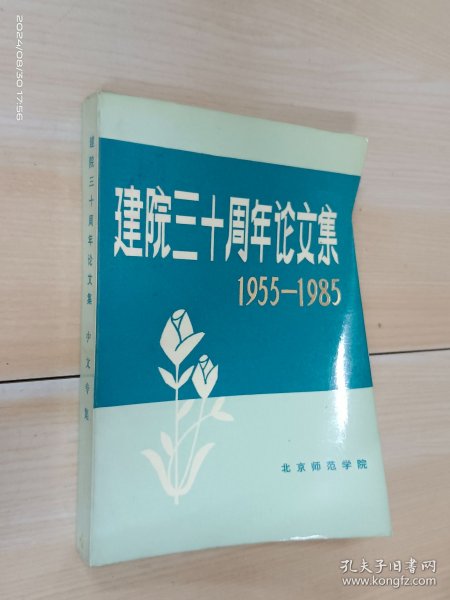 2024/08/30 17:56
建院三十周年论文集 中文专集
建院三十周年论文集
1955-1985
北京师范学院
孔夫子旧书网
www.kongfz.com